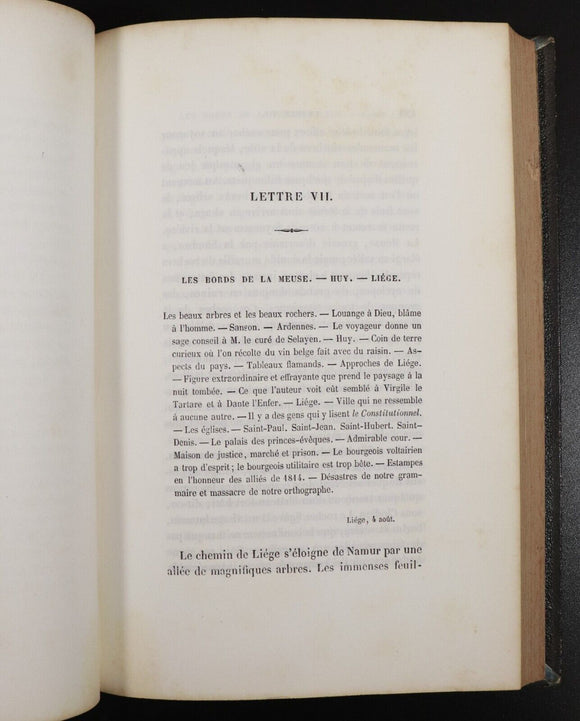 LETTRE VII.
LES BORDS DE LA MEUSE. — HUY. — LIÉGE.
Les beaux arbres et les beaux rochers. — Louange à Dieu, blâme
à l'homme. — Sanson. — Ardennes. — Le voyageur donne un
sage conseil à M. le curé de Selayen. — Huy. — Coin de terre
curieux où l'on récolte du vin belge fait avec du raisin. — As-
pects du pays. — Tableaux flamands. — Approches de Liége.
— Figure extraordinaire et effrayante que prend le paysage à la
nuit tombée. — Ce que l'auteur voit eût semblé à Virgile le
Tartare et à Dante l'Enfer. — Liége. — Ville qui ne ressemble
à aucune autre. — Il y a des gens qui y lisent le Constitutionnel.
— Les églises. — Saint-Paul. Saint-Jean. Saint-Hubert. Saint-
Denis. — Le palais des princes-évêques. — Admirable cour. —
Maison de justice, marché et prison. — Le bourgeois voltairien
a trop d'esprit; le bourgeois utilitaire est trop bête. — Estampes
en l'honneur des alliés de 1814. — Désastres de notre gram-
maire et massacre de notre orthographe.
Liége, 4 août.
Le chemin de Liége s'éloigne de Namur par une
allée de magnifiques arbres. Les immenses feuil-